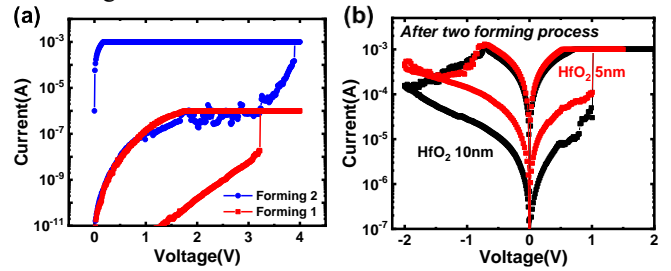 (a)
10⁻³
10⁻⁵
10⁻⁷
10⁻⁹
10⁻¹¹
Current(A)
Forming 2
Forming 1
0 1 2 3 4
Voltage(V)
(b)
After two forming process
10⁻³
10⁻⁴
10⁻⁵
10⁻⁶
10⁻⁷
Current(A)
HfO₂ 5nm
HfO₂ 10nm
-2 -1 0 1 2
Voltage(V)